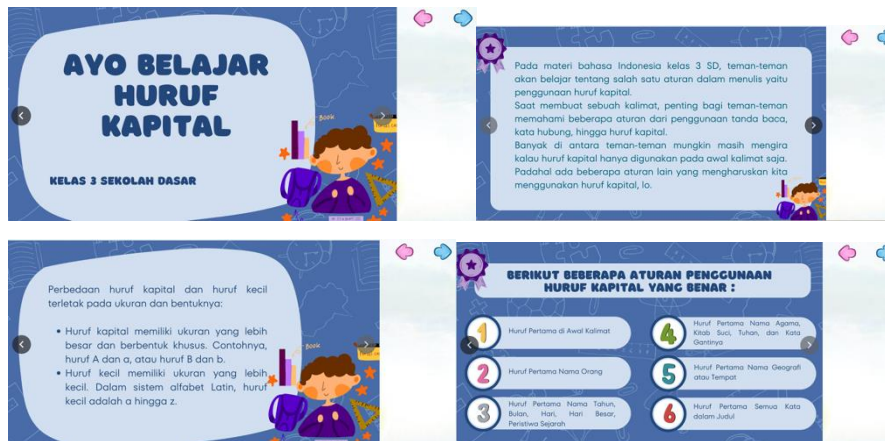 AYO BELAJAR
HURUF
KAPITAL
KELAS 3 SEKOLAH DASAR
Book
Pada materi bahasa Indonesia kelas 3 SD, teman-teman
akan belajar tentang salah satu aturan dalam menulis yaitu
penggunaan huruf kapital.
Saat membuat sebuah kalimat, penting bagi teman-teman
memahami beberapa aturan dari penggunaan tanda baca,
kata hubung, hingga huruf kapital.
Banyak di antara teman-teman mungkin masih mengira
kalau huruf kapital hanya digunakan pada awal kalimat saja.
Padahal ada beberapa aturan lain yang mengharuskan kita
menggunakan huruf kapital, lo.
Perbedaan huruf kapital dan huruf kecil
terletak pada ukuran dan bentuknya:
• Huruf kapital memiliki ukuran yang lebih
besar dan berbentuk khusus. Contohnya,
huruf A dan a, atau huruf B dan b.
• Huruf kecil memiliki ukuran yang lebih
kecil. Dalam sistem alfabet Latin, huruf
kecil adalah a hingga z.
Book
BERIKUT BEBERAPA ATURAN PENGGUNAAN
HURUF KAPITAL YANG BENAR :
1 Huruf Pertama di Awal Kalimat
2 Huruf Pertama Nama Orang
3 Huruf Pertama Nama Tahun,
Bulan, Hari, Hari Besar,
Peristiwa Sejarah
4 Huruf Pertama Nama Agama,
Kitab Suci, Tuhan, dan Kata
Gantinya
5 Huruf Pertama Nama Geografi
atau Tempat
6 Huruf Pertama Semua Kata
dalam Judul